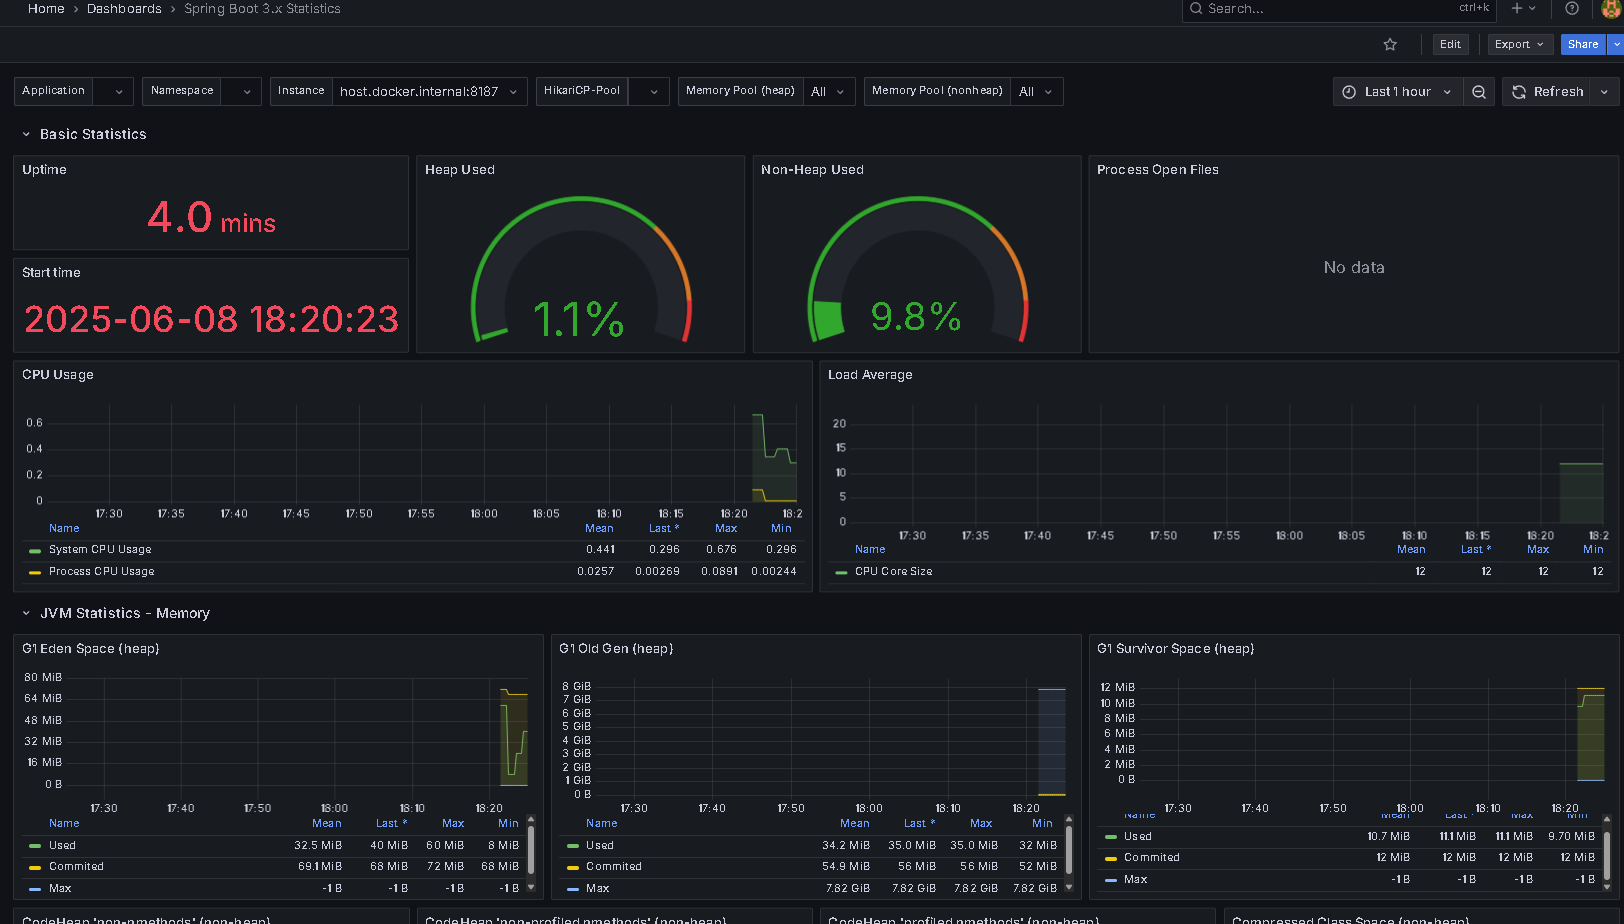 Home › Dashboards › Spring Boot 3.x Statistics
Search... ctrl+k
Edit Export Share
Application Namespace Instance host.docker.internal:8187 HikariCP-Pool Memory Pool (heap) All Memory Pool (nonheap) All Last 1 hour Refresh
Basic Statistics
Uptime
4.0 mins
Start time
2025-06-08 18:20:23
Heap Used
1.1%
Non-Heap Used
9.8%
Process Open Files
No data
CPU Usage
0.6
0.4
0.2
0
17:30 17:35 17:40 17:45 17:50 17:55 18:00 18:05 18:10 18:15 18:20 18:2
Name Mean Last * Max Min
System CPU Usage 0.441 0.296 0.676 0.296
Process CPU Usage 0.0257 0.00269 0.0891 0.00244
Load Average
20
15
10
5
0
17:30 17:35 17:40 17:45 17:50 17:55 18:00 18:05 18:10 18:15 18:20 18:2
Name Mean Last * Max Min
CPU Core Size 12 12 12 12
JVM Statistics - Memory
G1 Eden Space (heap)
80 MiB
64 MiB
48 MiB
32 MiB
16 MiB
0 B
17:30 17:40 17:50 18:00 18:10 18:20
Name Mean Last * Max Min
Used 32.5 MiB 40 MiB 60 MiB 8 MiB
Commited 69.1 MiB 68 MiB 72 MiB 68 MiB
Max -1 B -1 B -1 B -1 B
G1 Old Gen (heap)
8 GiB
7 GiB
6 GiB
5 GiB
4 GiB
3 GiB
2 GiB
1 GiB
0 B
17:30 17:40 17:50 18:00 18:10 18:20
Name Mean Last * Max Min
Used 34.2 MiB 35.0 MiB 35.0 MiB 32 MiB
Commited 54.9 MiB 56 MiB 56 MiB 52 MiB
Max 7.82 GiB 7.82 GiB 7.82 GiB 7.82 GiB
G1 Survivor Space (heap)
12 MiB
10 MiB
8 MiB
6 MiB
4 MiB
2 MiB
0 B
17:30 17:40 17:50 18:00 18:10 18:20
Name Mean Last * Max Min
Used 10.7 MiB 11.1 MiB 11.1 MiB 9.70 MiB
Commited 12 MiB 12 MiB 12 MiB 12 MiB
Max -1 B -1 B -1 B -1 B
CodeHeap 'non-nmethods' (non-heap)
CodeHeap 'non-profiled nmethods' (non-heap)
CodeHeap 'profiled nmethods' (non-heap)
Compressed Class Space (non-heap)